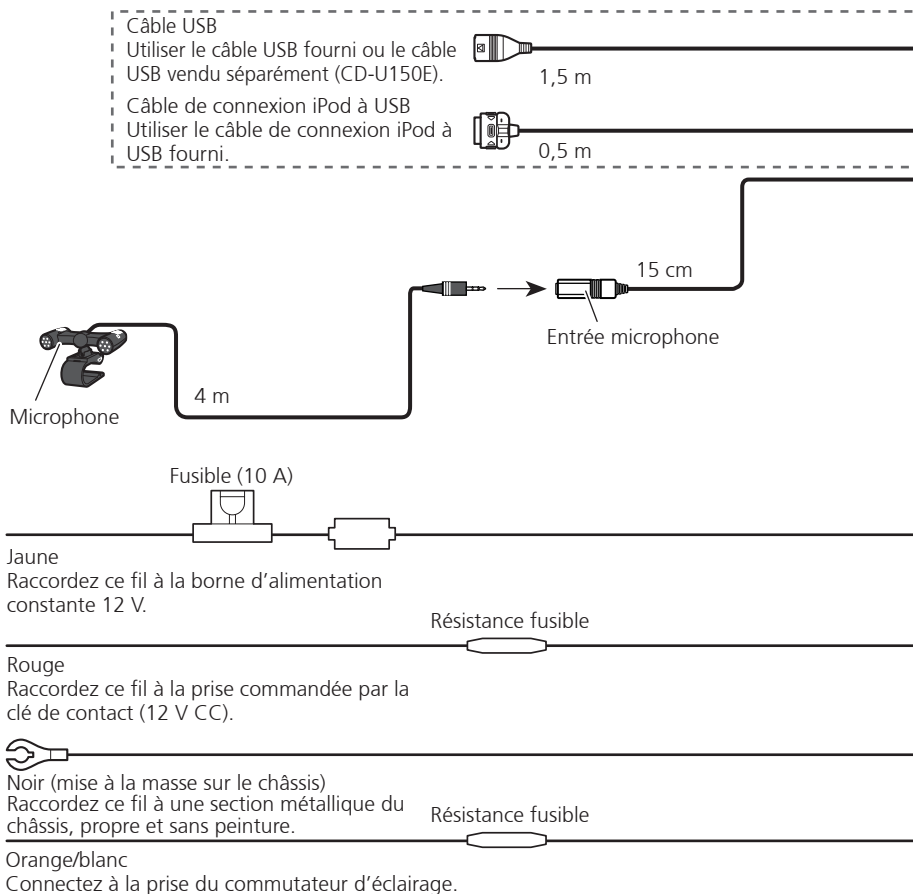 Câble USB
Utiliser le câble USB fourni ou le câble
USB vendu séparément (CD-U150E).
1,5 m
Câble de connexion iPod à USB
Utiliser le câble de connexion iPod à
USB fourni.
0,5 m
15 cm
Entrée microphone
4 m
Microphone
Fusible (10 A)
Jaune
Raccordez ce fil à la borne d’alimentation
constante 12 V.
Résistance fusible
Rouge
Raccordez ce fil à la prise commandée par la
clé de contact (12 V CC).
Noir (mise à la masse sur le châssis)
Raccordez ce fil à une section métallique du
châssis, propre et sans peinture.
Résistance fusible
Orange/blanc
Connectez à la prise du commutateur d’éclairage.